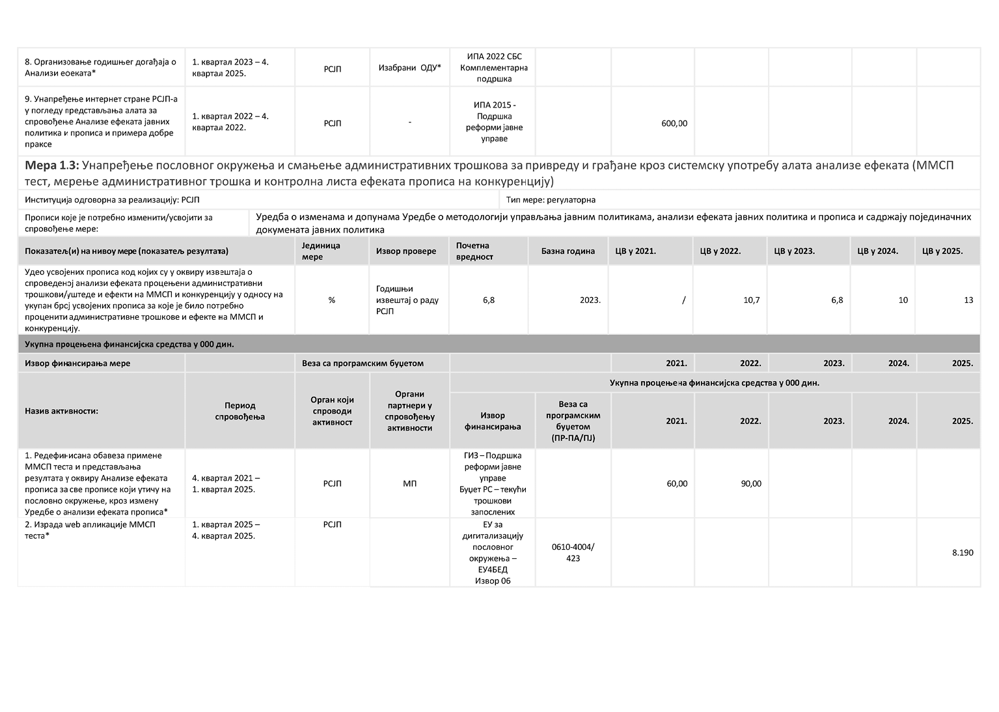 8. Организовање годишњег догађаја о
Анализи ефеката*
1. квартал 2023 – 4.
квартал 2025.
РСЈП
Изабрани ОДУ*
ИПА 2022 СБС
Комплементарна
подршка
9. Унапређење интернет стране РСЈП-а
у погледу представљања алата за
спровођење Анализе ефеката јавних
политика и прописа и примера добре
праксе
1. квартал 2022 – 4.
квартал 2022.
РСЈП
-
ИПА 2015 -
Подршка
реформи јавне
управе
600,00
Мера 1.3: Унапређење пословног окружења и смањење административних трошкова за привреду и грађане кроз системску употребу алата анализе ефеката (ММСП
тест, мерење административног трошка и контролна листа ефеката прописа на конкуренцију)
Институција одговорна за реализацију: РСЈП
Тип мере: регулаторна
Прописи које је потребно изменити/усвојити за
спровођење мере:
Уредба о изменама и допунама Уредбе о методологији управљања јавним политикама, анализи ефеката јавних политика и прописа и садржају појединачних
докумената јавних политика
Показатељ(и) на нивоу мере (показатељ резултата)
Јединица
мере
Извор провере
Почетна
вредност
Базна година
ЦВ у 2021.
ЦВ у 2022.
ЦВ у 2023.
ЦВ у 2024.
ЦВ у 2025.
Удео усвојених прописа код којих су у оквиру извештаја о
спроведеној анализи ефеката процењени административни
трошкови/уштеде и ефекти на ММСП и конкуренцију у односу на
укупан број усвојених прописа за које је било потребно
проценити административне трошкове и ефекте на ММСП и
конкуренцију.
%
Годишњи
извештај о раду
РСЈП
6,8
2023.
/
10,7
6,8
10
13
Укупна процењена финансијска средства у 000 дин.
Извор финансирања мере
Веза са програмским буџетом
2021.
2022.
2023.
2024.
2025.
Назив активности:
Период
спровођења
Орган који
спроводи
активност
Органи
партнери у
спровођењу
активности
Укупна процењена финансијска средства у 000 дин.
Извор
финансирања
Веза са
програмским
буџетом
(ПР-ПА/ПЈ)
2021.
2022.
2023.
2024.
2025.
1. Редефинисана обавеза примене
ММСП теста и представљања
резултата у оквиру Анализе ефеката
прописа за све прописе који утичу на
пословно окружење, кроз измену
Уредбе о анализи ефеката прописа*
4. квартал 2021 –
1. квартал 2025.
РСЈП
МП
ГИЗ – Подршка
реформи јавне
управе
Буџет РС – текући
трошкови
запослених
60,00
90,00
2. Израда web апликације ММСП
теста*
1. квартал 2025 –
4. квартал 2025.
РСЈП
ЕУ за
дигитализацију
пословног
окружења –
ЕУ4БЕД
Извор 06
0610-4004/
423
8.190